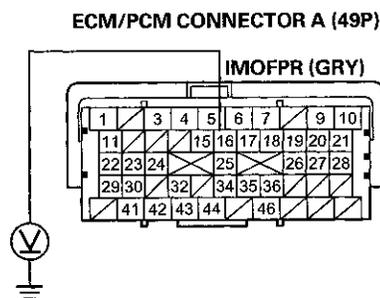 ECM/PCM CONNECTOR A (49P)
IMOFPR (GRY)
1 3 4 5 6 7 9 10
11 15 16 17 18 19 20 21
22 23 24 25 26 27 28
29 30 32 34 35 36
41 42 43 44 46
V